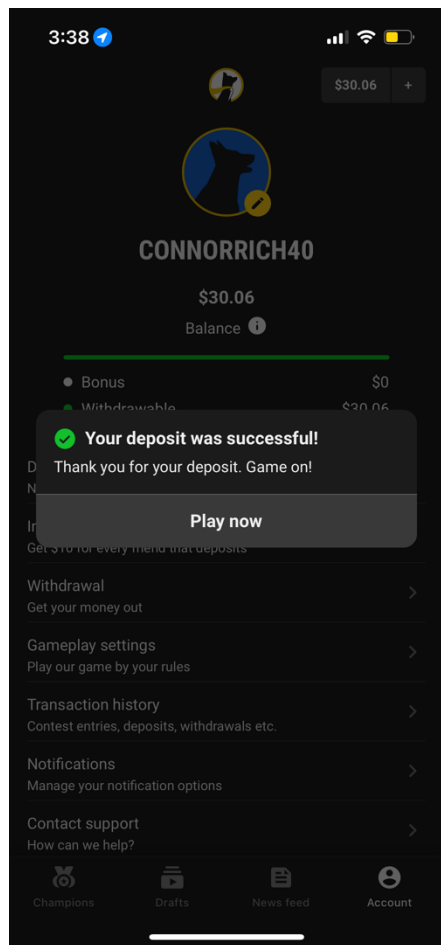 3:38
$30.06 +
CONNORRICH40
$30.06
Balance
Bonus $0
Withdrawable $30.06
Your deposit was successful!
Thank you for your deposit. Game on!
Play now
Get $10 for every friend that deposits
Withdrawal
Get your money out
Gameplay settings
Play our game by your rules
Transaction history
Contest entries, deposits, withdrawals etc.
Notifications
Manage your notification options
Contact support
How can we help?
Champions Drafts News feed Account